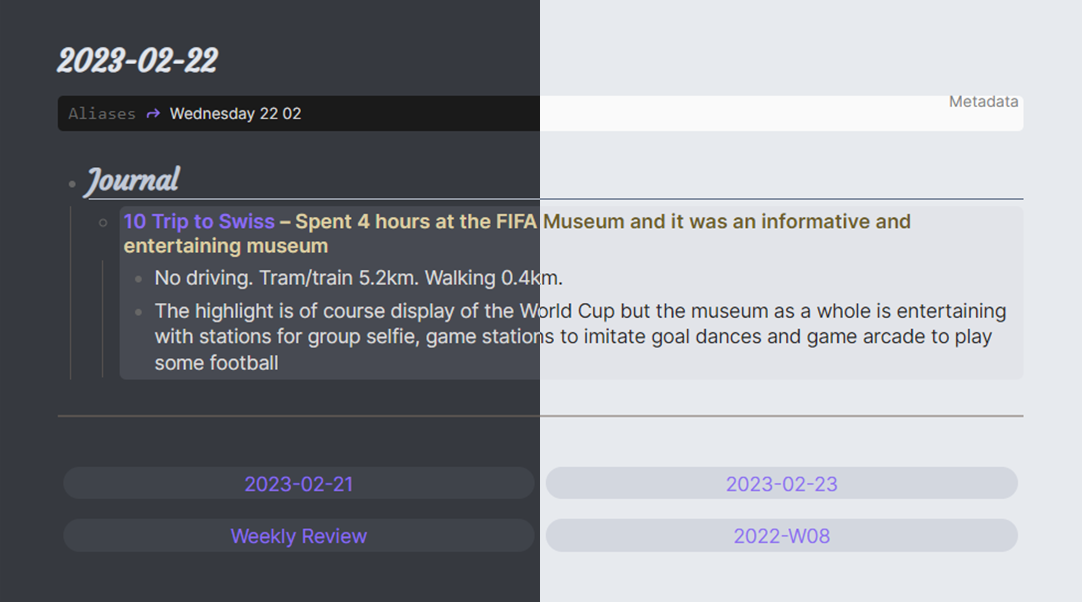 2023-02-22
Aliases Wednesday 22 02
Metadata
Journal
10 Trip to Swiss – Spent 4 hours at the FIFA Museum and it was an informative and
entertaining museum
No driving. Tram/train 5.2km. Walking 0.4km.
The highlight is of course display of the World Cup but the museum as a whole is entertaining
with stations for group selfie, game stations to imitate goal dances and game arcade to play
some football
2023-02-21
2023-02-23
Weekly Review
2022-W08